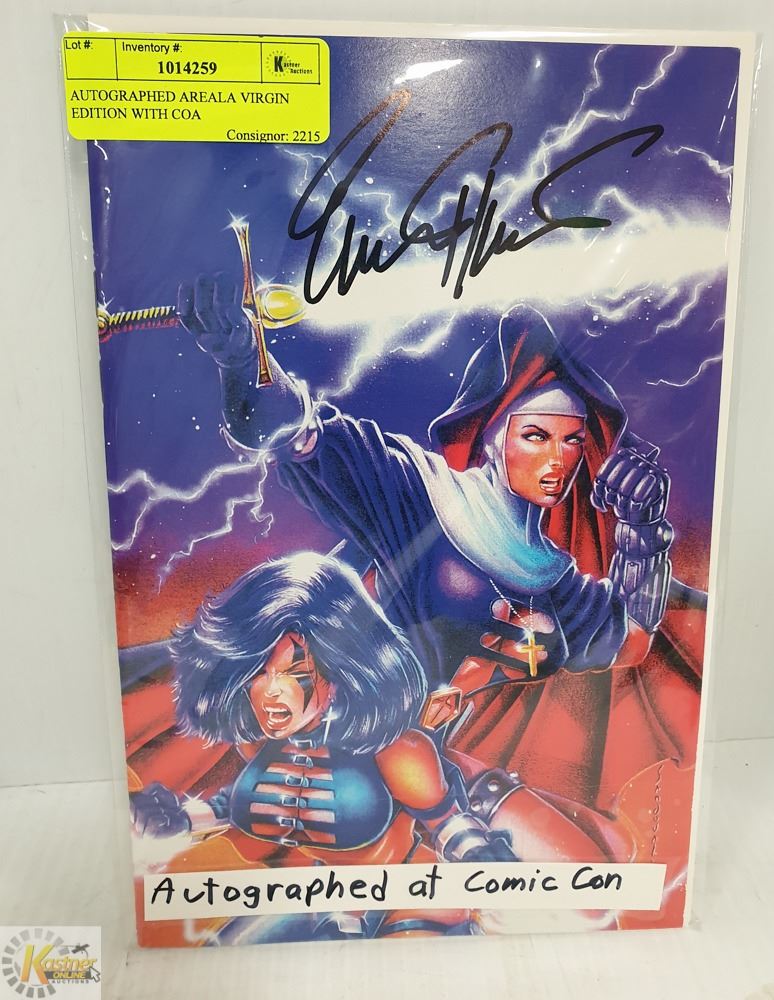 Lot #:
Inventory #:
1014259
Kastner Auctions
AUTOGRAPHED AREALA VIRGIN
EDITION WITH COA
Consignor: 2215
Autographed at Comic Con
Kastner
ONLINE
AUCTIONS